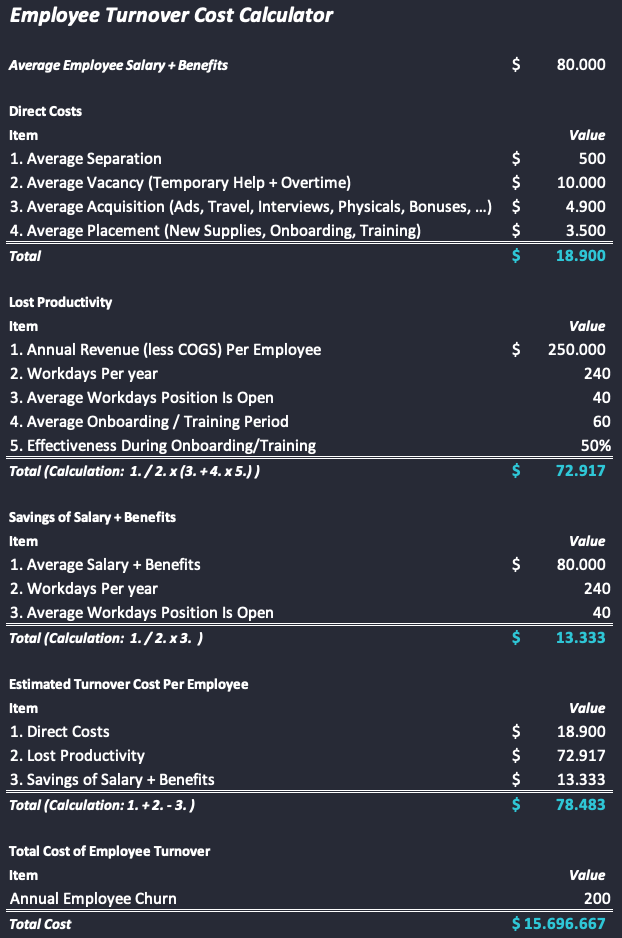 Employee Turnover Cost Calculator
Average Employee Salary + Benefits $ 80.000
Direct Costs
Item Value
1. Average Separation $ 500
2. Average Vacancy (Temporary Help + Overtime) $ 10.000
3. Average Acquisition (Ads, Travel, Interviews, Physicals, Bonuses, ...) $ 4.900
4. Average Placement (New Supplies, Onboarding, Training) $ 3.500
Total $ 18.900
Lost Productivity
Item Value
1. Annual Revenue (less COGS) Per Employee $ 250.000
2. Workdays Per year 240
3. Average Workdays Position Is Open 40
4. Average Onboarding / Training Period 60
5. Effectiveness During Onboarding/Training 50%
Total (Calculation: 1. / 2. x (3. + 4. x 5.) ) $ 72.917
Savings of Salary + Benefits
Item Value
1. Average Salary + Benefits $ 80.000
2. Workdays Per year 240
3. Average Workdays Position Is Open 40
Total (Calculation: 1. / 2. x 3. ) $ 13.333
Estimated Turnover Cost Per Employee
Item Value
1. Direct Costs $ 18.900
2. Lost Productivity $ 72.917
3. Savings of Salary + Benefits $ 13.333
Total (Calculation: 1. + 2. - 3. ) $ 78.483
Total Cost of Employee Turnover
Item Value
Annual Employee Churn 200
Total Cost $ 15.696.667